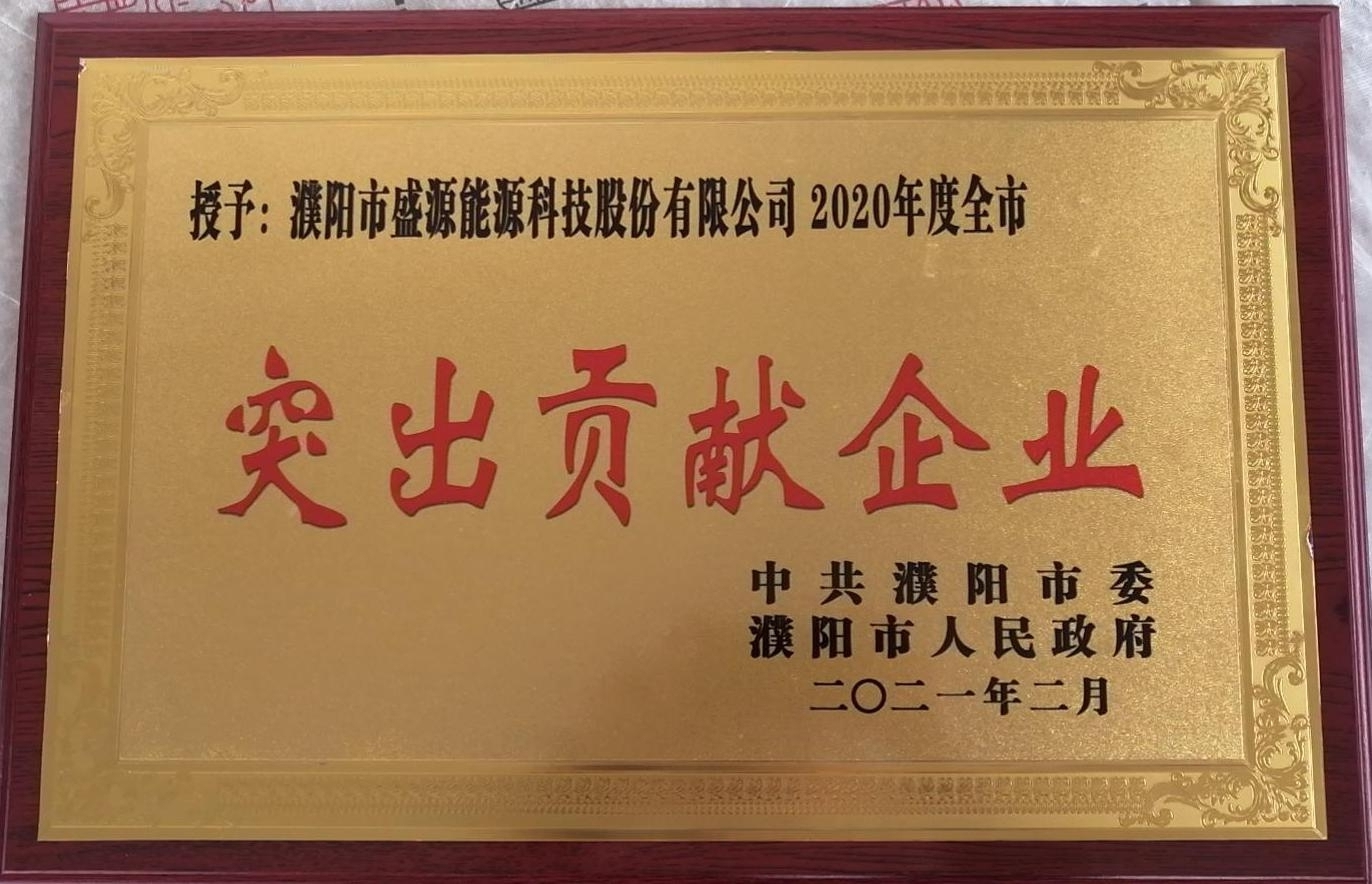 授予：濮阳市盛源能源科技股份有限公司 2020年度全市
突出贡献企业
中共濮阳市委
濮阳市人民政府
二〇二一年二月